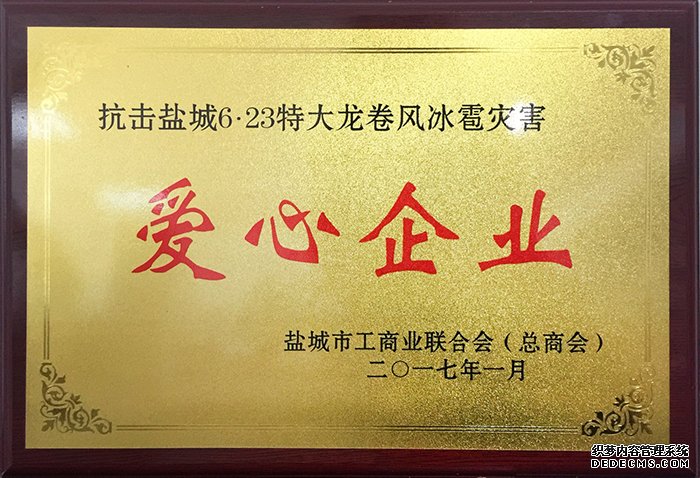 抗击盐城6·23特大龙卷风冰雹灾害
爱心企业
盐城市工商业联合会（总商会）
二〇一七年一月
织梦内容管理系统
DEDECMS.COM